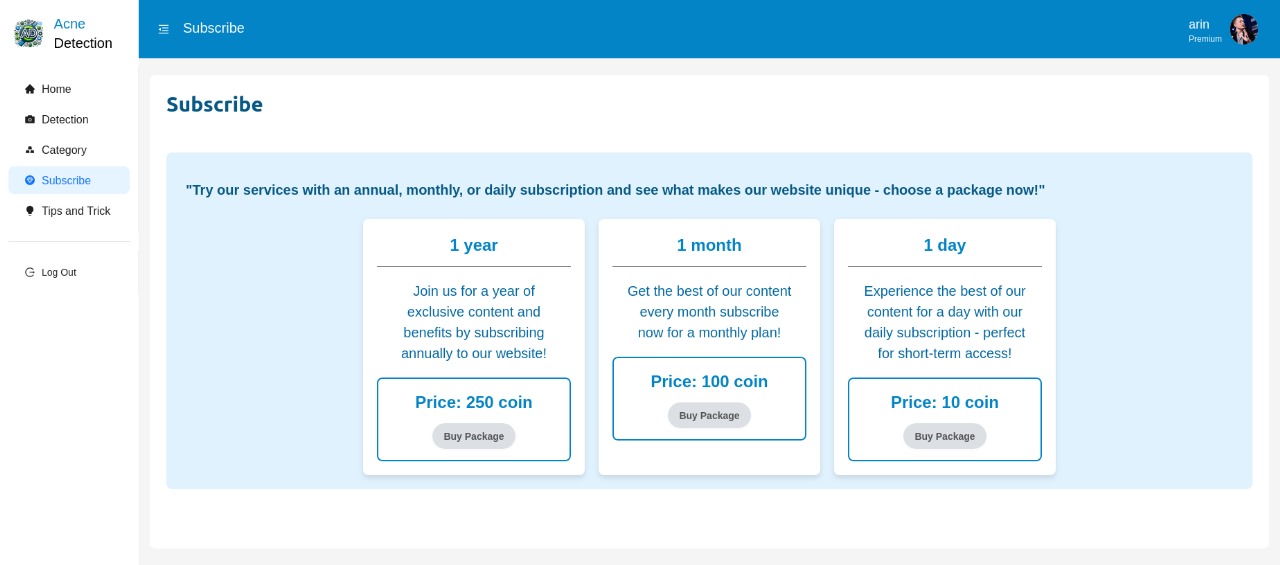 Acne
Detection
Home
Detection
Category
Subscribe
Tips and Trick
Log Out
Subscribe
arin
Premium
Subscribe
"Try our services with an annual, monthly, or daily subscription and see what makes our website unique - choose a package now!"
1 year
Join us for a year of
exclusive content and
benefits by subscribing
annually to our website!
Price: 250 coin
Buy Package
1 month
Get the best of our content
every month subscribe
now for a monthly plan!
Price: 100 coin
Buy Package
1 day
Experience the best of our
content for a day with our
daily subscription - perfect
for short-term access!
Price: 10 coin
Buy Package